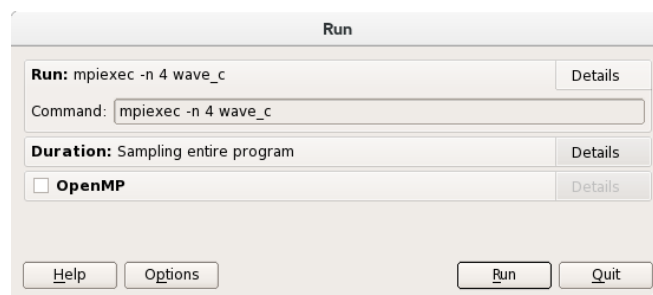 Run
Run: mpiexec -n 4 wave_c Details
Command: mpiexec -n 4 wave_c
Duration: Sampling entire program Details
OpenMP Details
Help Options Run Quit